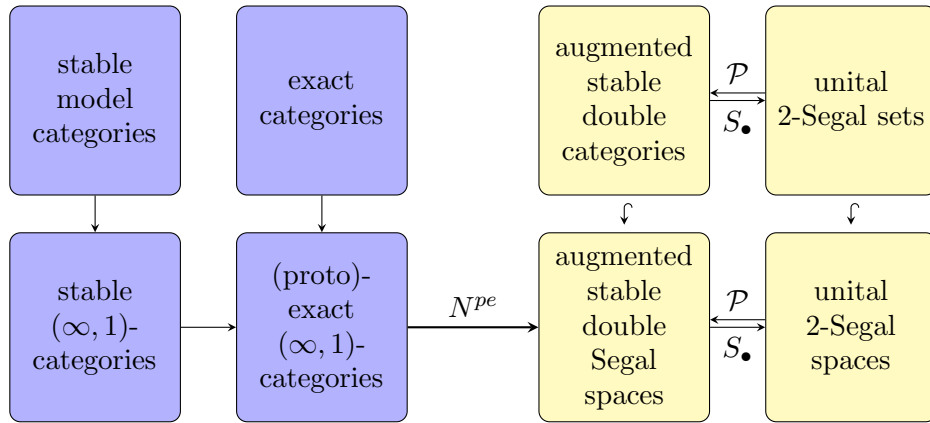 stable
model
categories
exact
categories
augmented
stable
double
categories
𝒫
S•
unital
2-Segal sets
stable
(∞, 1)-
categories
(proto)-
exact
(∞, 1)-
categories
N^{pe}
augmented
stable
double
Segal
spaces
𝒫
S•
unital
2-Segal
spaces